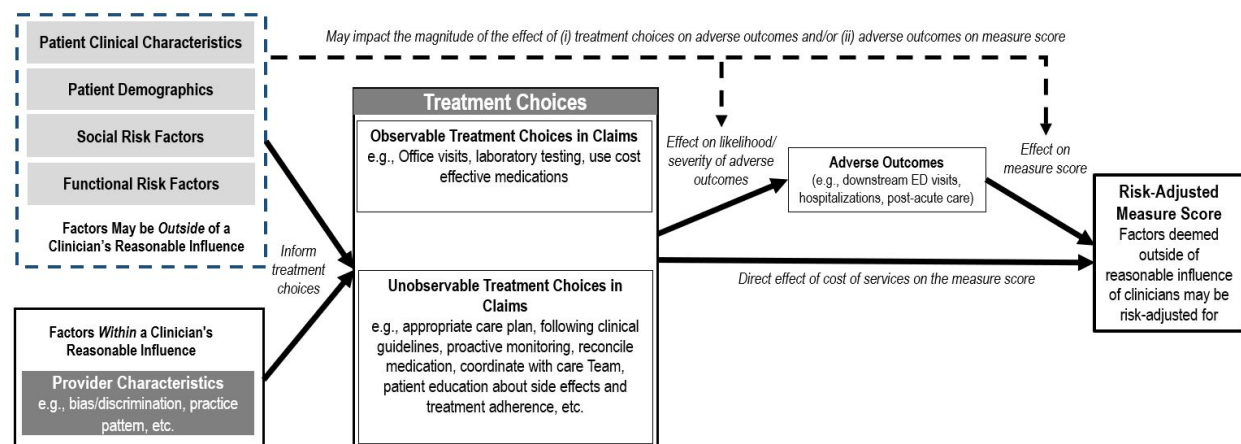 Patient Clinical Characteristics
Patient Demographics
Social Risk Factors
Functional Risk Factors
Factors May be Outside of a
Clinician's Reasonable Influence
May impact the magnitude of the effect of (i) treatment choices on adverse outcomes and/or (ii) adverse outcomes on measure score
Inform
treatment
choices
Factors Within a Clinician's
Reasonable Influence
Provider Characteristics
e.g., bias/discrimination, practice
pattern, etc.
Treatment Choices
Observable Treatment Choices in Claims
e.g., Office visits, laboratory testing, use cost
effective medications
Unobservable Treatment Choices in
Claims
e.g., appropriate care plan, following clinical
guidelines, proactive monitoring, reconcile
medication, coordinate with care Team,
patient education about side effects and
treatment adherence, etc.
Effect on likelihood/
severity of adverse
outcomes
Adverse Outcomes
(e.g., downstream ED visits,
hospitalizations, post-acute care)
Effect on
measure score
Direct effect of cost of services on the measure score
Risk-Adjusted
Measure Score
Factors deemed
outside of
reasonable influence
of clinicians may be
risk-adjusted for